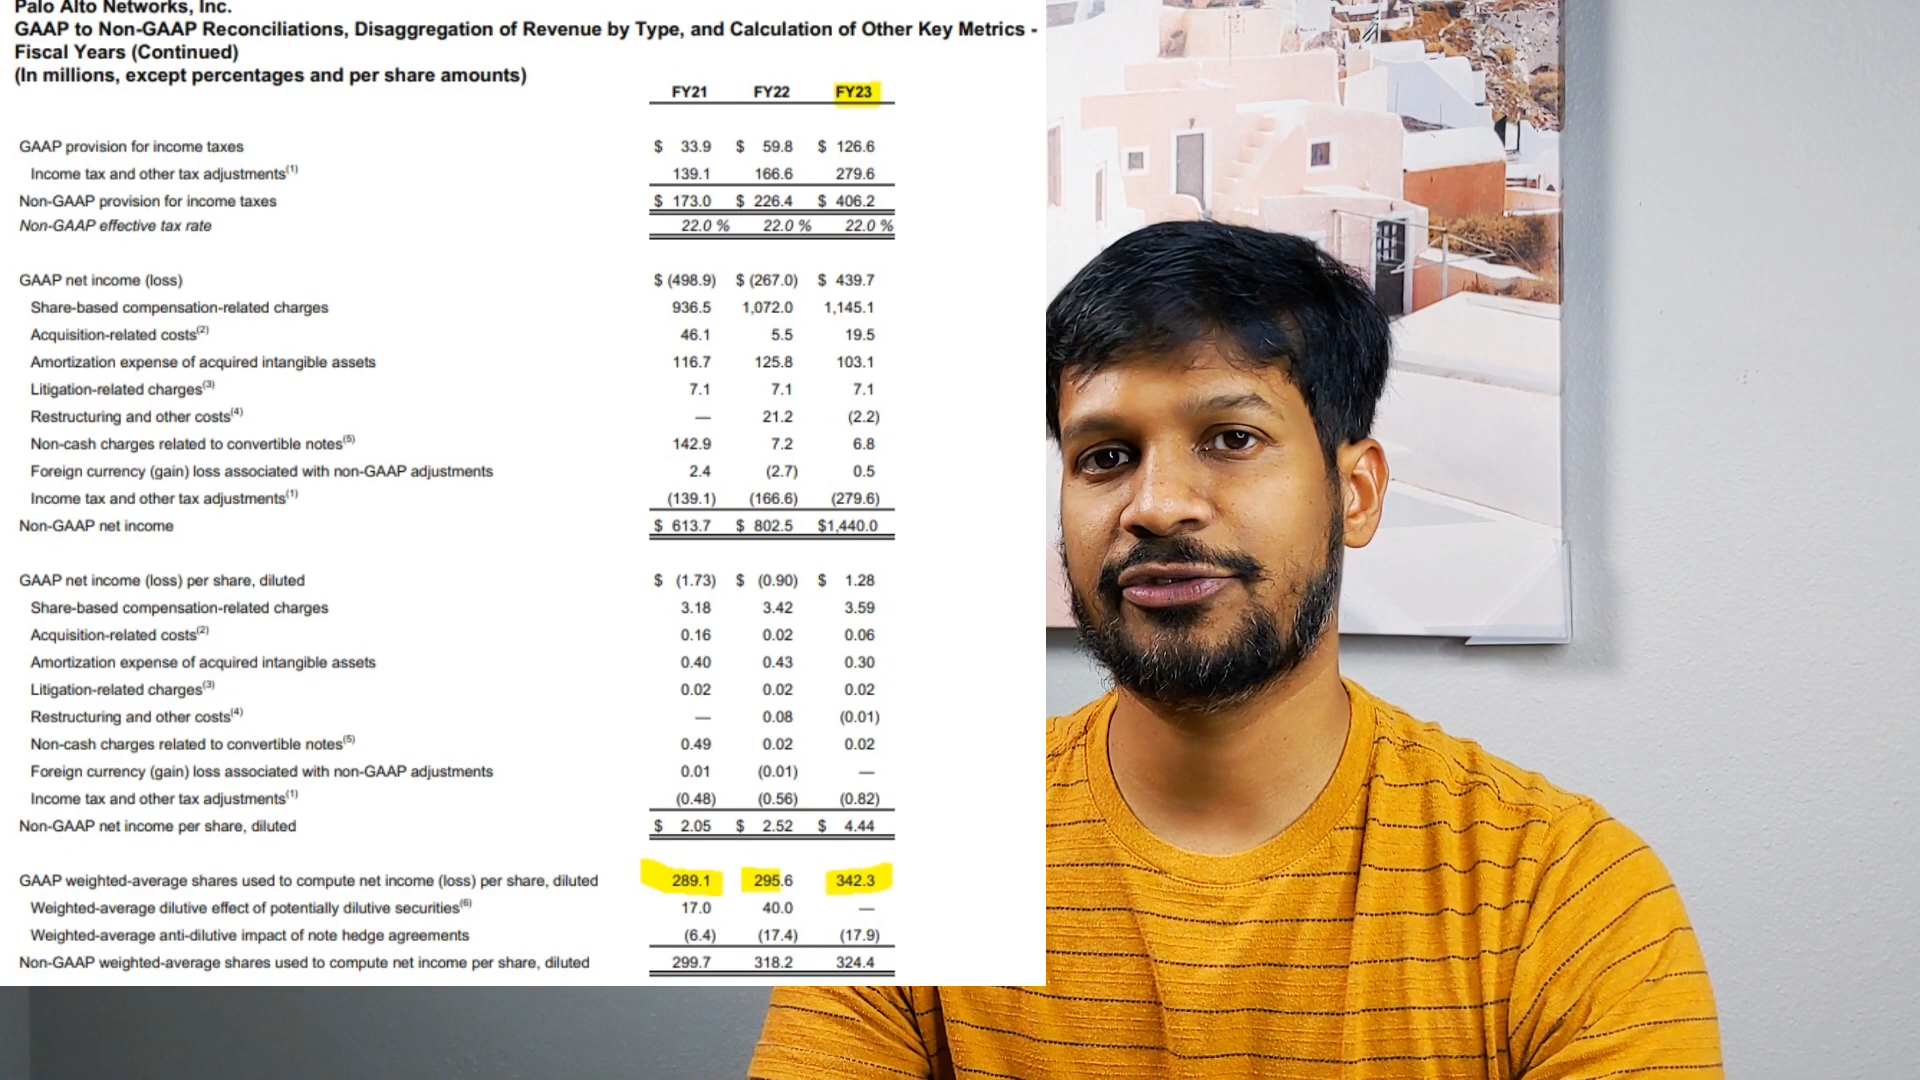 Palo Alto Networks, Inc.
GAAP to Non-GAAP Reconciliations, Disaggregation of Revenue by Type, and Calculation of Other Key Metrics -
Fiscal Years (Continued)
(In millions, except percentages and per share amounts)
FY21 FY22 FY23
GAAP provision for income taxes $ 33.9 $ 59.8 $ 126.6
Income tax and other tax adjustments(1) 139.1 166.6 279.6
Non-GAAP provision for income taxes $ 173.0 $ 226.4 $ 406.2
Non-GAAP effective tax rate 22.0 % 22.0 % 22.0 %
GAAP net income (loss) $ (498.9) $ (267.0) $ 439.7
Share-based compensation-related charges 936.5 1,072.0 1,145.1
Acquisition-related costs(2) 46.1 5.5 19.5
Amortization expense of acquired intangible assets 116.7 125.8 103.1
Litigation-related charges(3) 7.1 7.1 7.1
Restructuring and other costs(4) — 21.2 (2.2)
Non-cash charges related to convertible notes(5) 142.9 7.2 6.8
Foreign currency (gain) loss associated with non-GAAP adjustments 2.4 (2.7) 0.5
Income tax and other tax adjustments(1) (139.1) (166.6) (279.6)
Non-GAAP net income $ 613.7 $ 802.5 $1,440.0
GAAP net income (loss) per share, diluted $ (1.73) $ (0.90) $ 1.28
Share-based compensation-related charges 3.18 3.42 3.59
Acquisition-related costs(2) 0.16 0.02 0.06
Amortization expense of acquired intangible assets 0.40 0.43 0.30
Litigation-related charges(3) 0.02 0.02 0.02
Restructuring and other costs(4) — 0.08 (0.01)
Non-cash charges related to convertible notes(5) 0.49 0.02 0.02
Foreign currency (gain) loss associated with non-GAAP adjustments 0.01 (0.01) —
Income tax and other tax adjustments(1) (0.48) (0.56) (0.82)
Non-GAAP net income per share, diluted $ 2.05 $ 2.52 $ 4.44
GAAP weighted-average shares used to compute net income (loss) per share, diluted 289.1 295.6 342.3
Weighted-average dilutive effect of potentially dilutive securities(6) 17.0 40.0 —
Weighted-average anti-dilutive impact of note hedge agreements (6.4) (17.4) (17.9)
Non-GAAP weighted-average shares used to compute net income per share, diluted 299.7 318.2 324.4